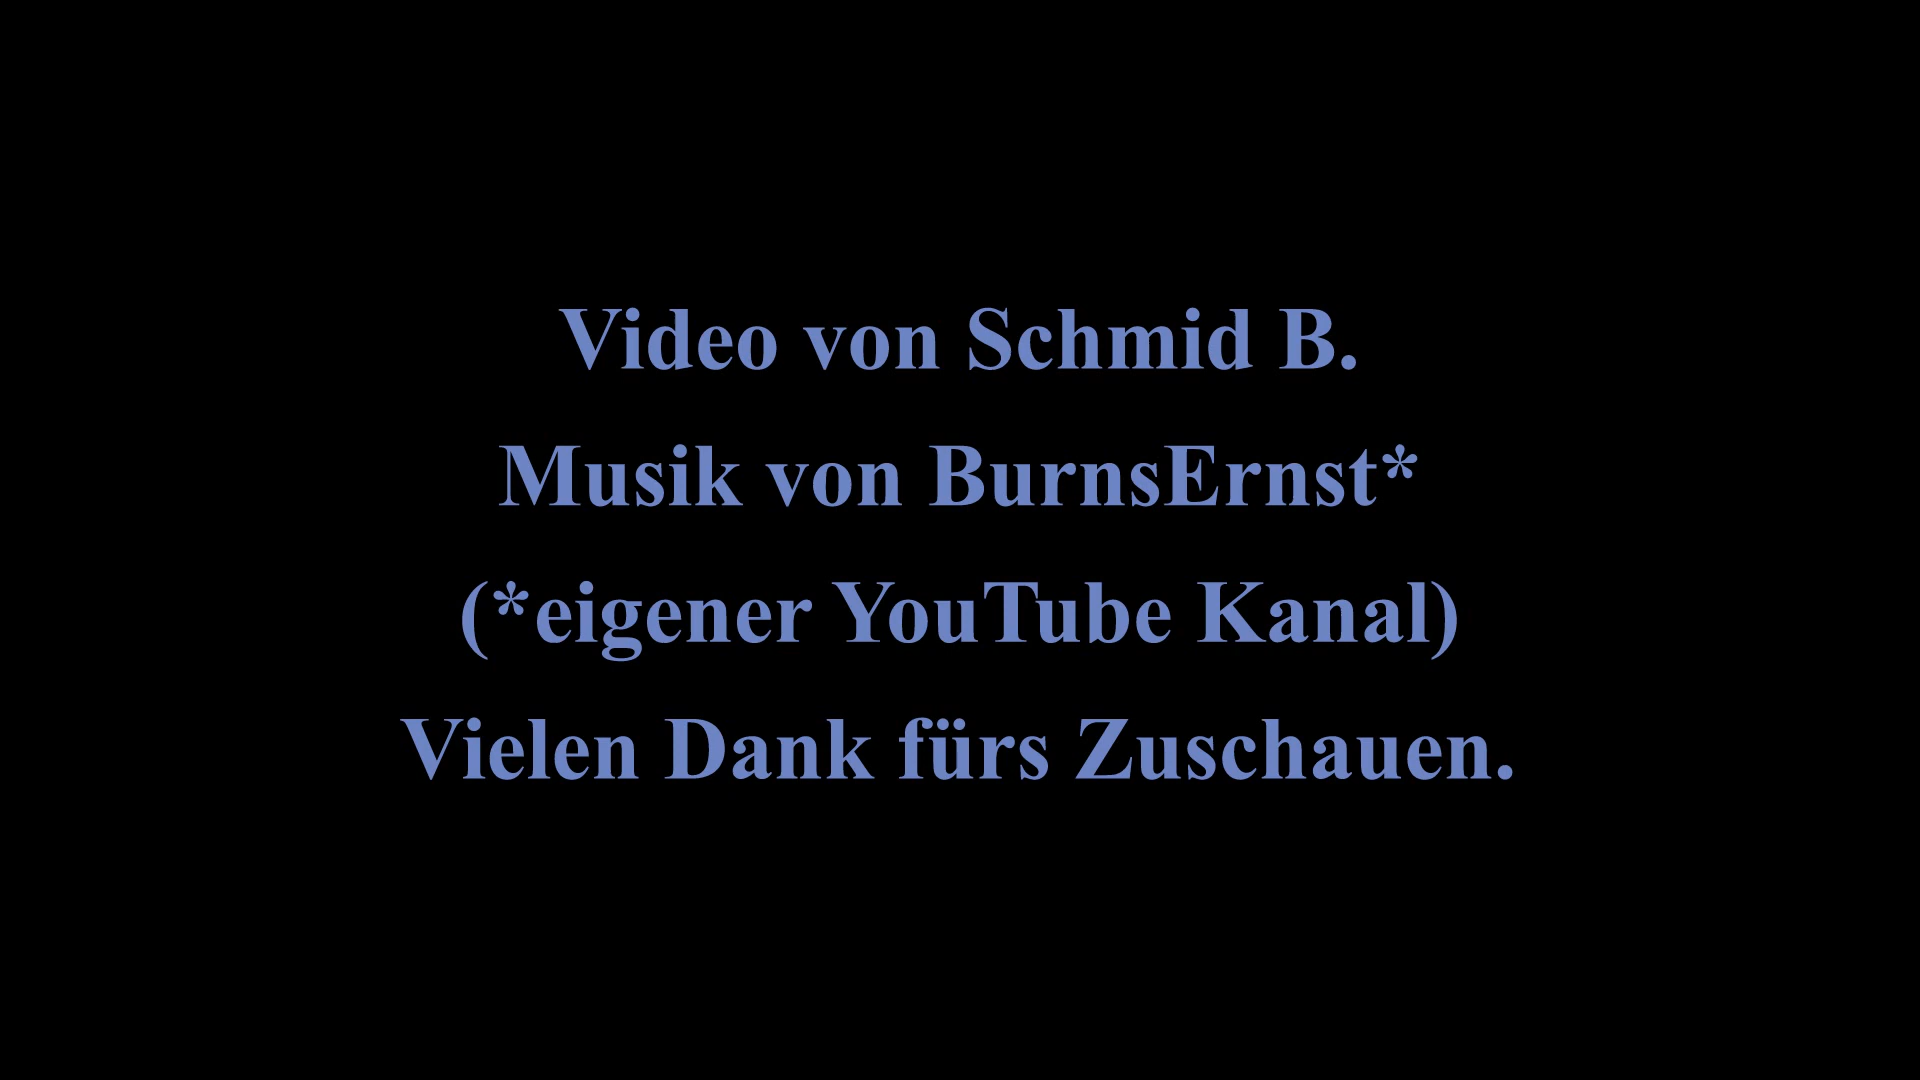 Video von Schmid B.
Musik von BurnsErnst*
(*eigener YouTube Kanal)
Vielen Dank fürs Zuschauen.